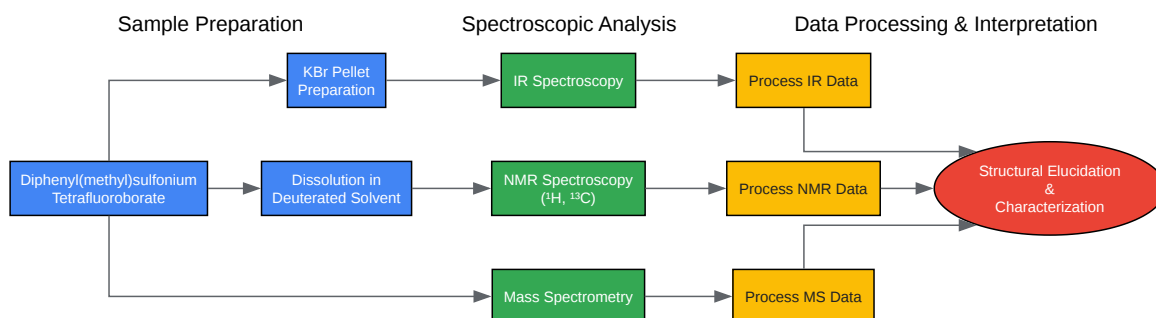 Sample Preparation
Spectroscopic Analysis
Data Processing & Interpretation
KBr Pellet
Preparation
IR Spectroscopy
Process IR Data
Diphenyl(methyl)sulfonium
Tetrafluoroborate
Dissolution in
Deuterated Solvent
NMR Spectroscopy
(¹H, ¹³C)
Process NMR Data
Structural Elucidation
&
Characterization
Mass Spectrometry
Process MS Data